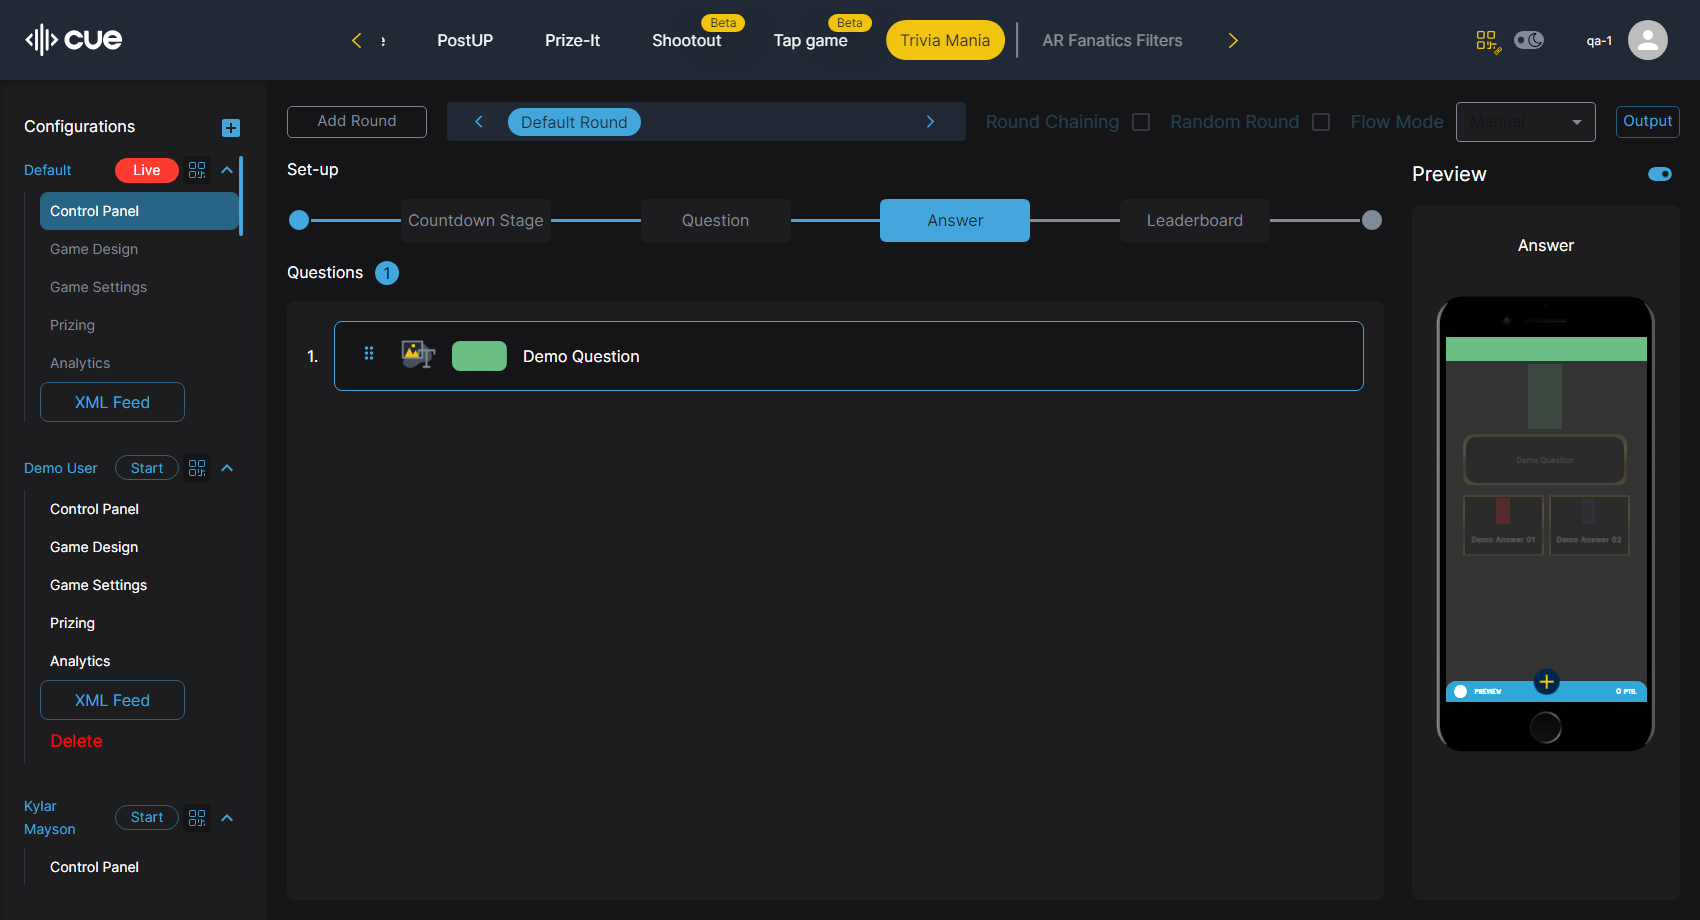 cue
PostUP
Prize-It
Beta
Shootout
Beta
Tap game
Trivia Mania
AR Fanatics Filters
qa-1
Configurations
Default
Live
Control Panel
Game Design
Game Settings
Prizing
Analytics
XML Feed
Demo User
Start
Control Panel
Game Design
Game Settings
Prizing
Analytics
XML Feed
Delete
Kylar
Mayson
Start
Control Panel
Add Round
Default Round
Round Chaining
Random Round
Flow Mode
Manual
Output
Set-up
Countdown Stage
Question
Answer
Leaderboard
Questions 1
1.
Demo Question
Preview
Answer
Demo Question
Demo Answer 01
Demo Answer 02
PREVIEW
0 PTS.